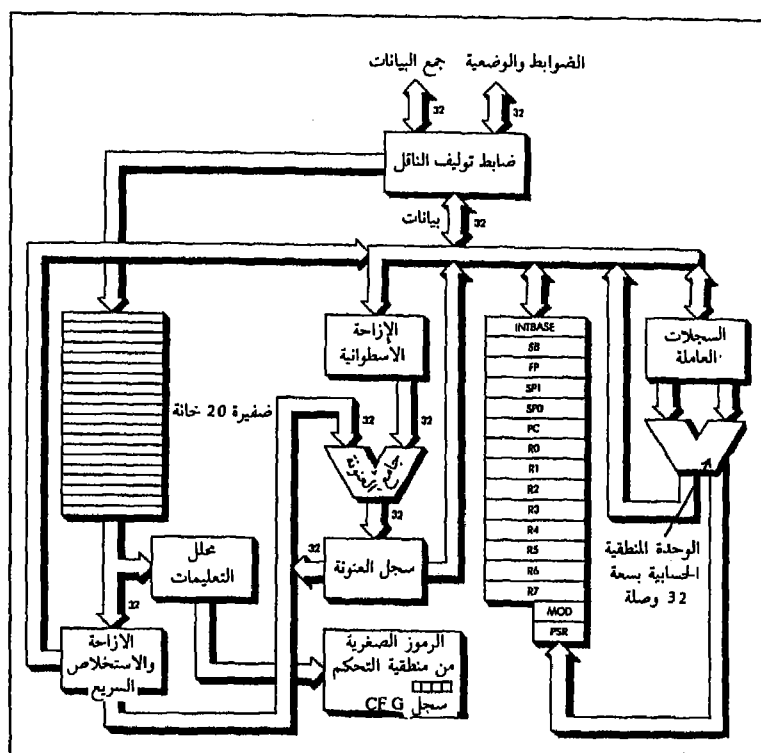 جمع البيانات
الضوابط والوضعية
32
32
ضابط توليف الناقل
بيانات
32
الإزاحة
الأسطوانية
INTBASE
SB
FP
SP1
SP0
PC
R0
R1
R2
R3
R4
R5
R6
R7
MOD
PSR
السجلات
العاملة
ضفيرة 20 خانة
32
32
جامع العنونة
32
سجل العنونة
32
محلل
التعليمات
32
الوحدة المنطقية
الحسابية بسعة
32 وصلة
الازاحة
والاستخلاص
السريع
الرموز الصغرية
من منطقية التحكم
سجل CF G